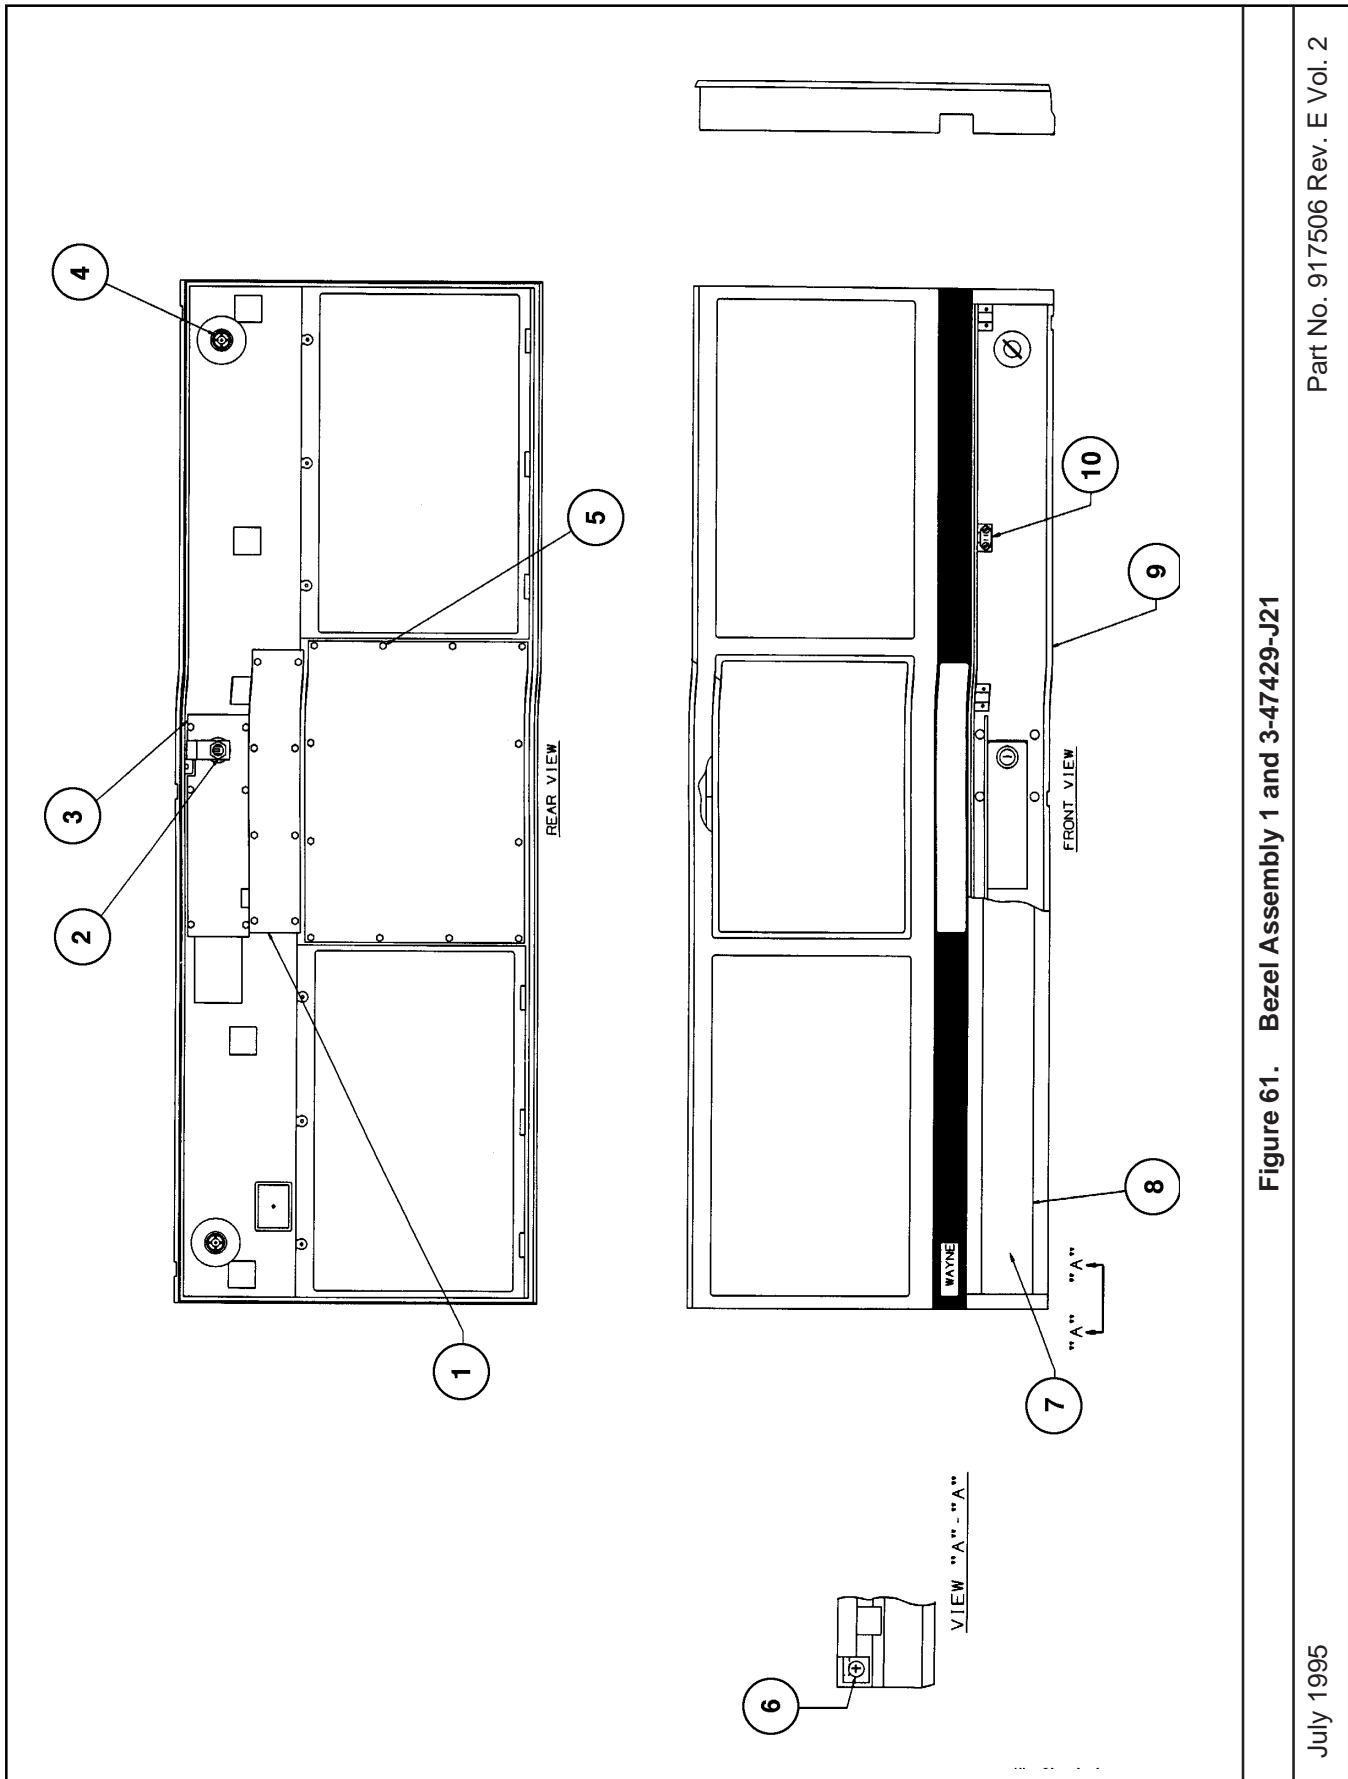 4
3
2
1
5
REAR VIEW
10
9
8
7
WAYNE
"A" "A"
FRONT VIEW
6
VIEW "A"-"A"
Figure 61. Bezel Assembly 1 and 3-47429-J21
July 1995
Part No. 917506 Rev. E Vol. 2